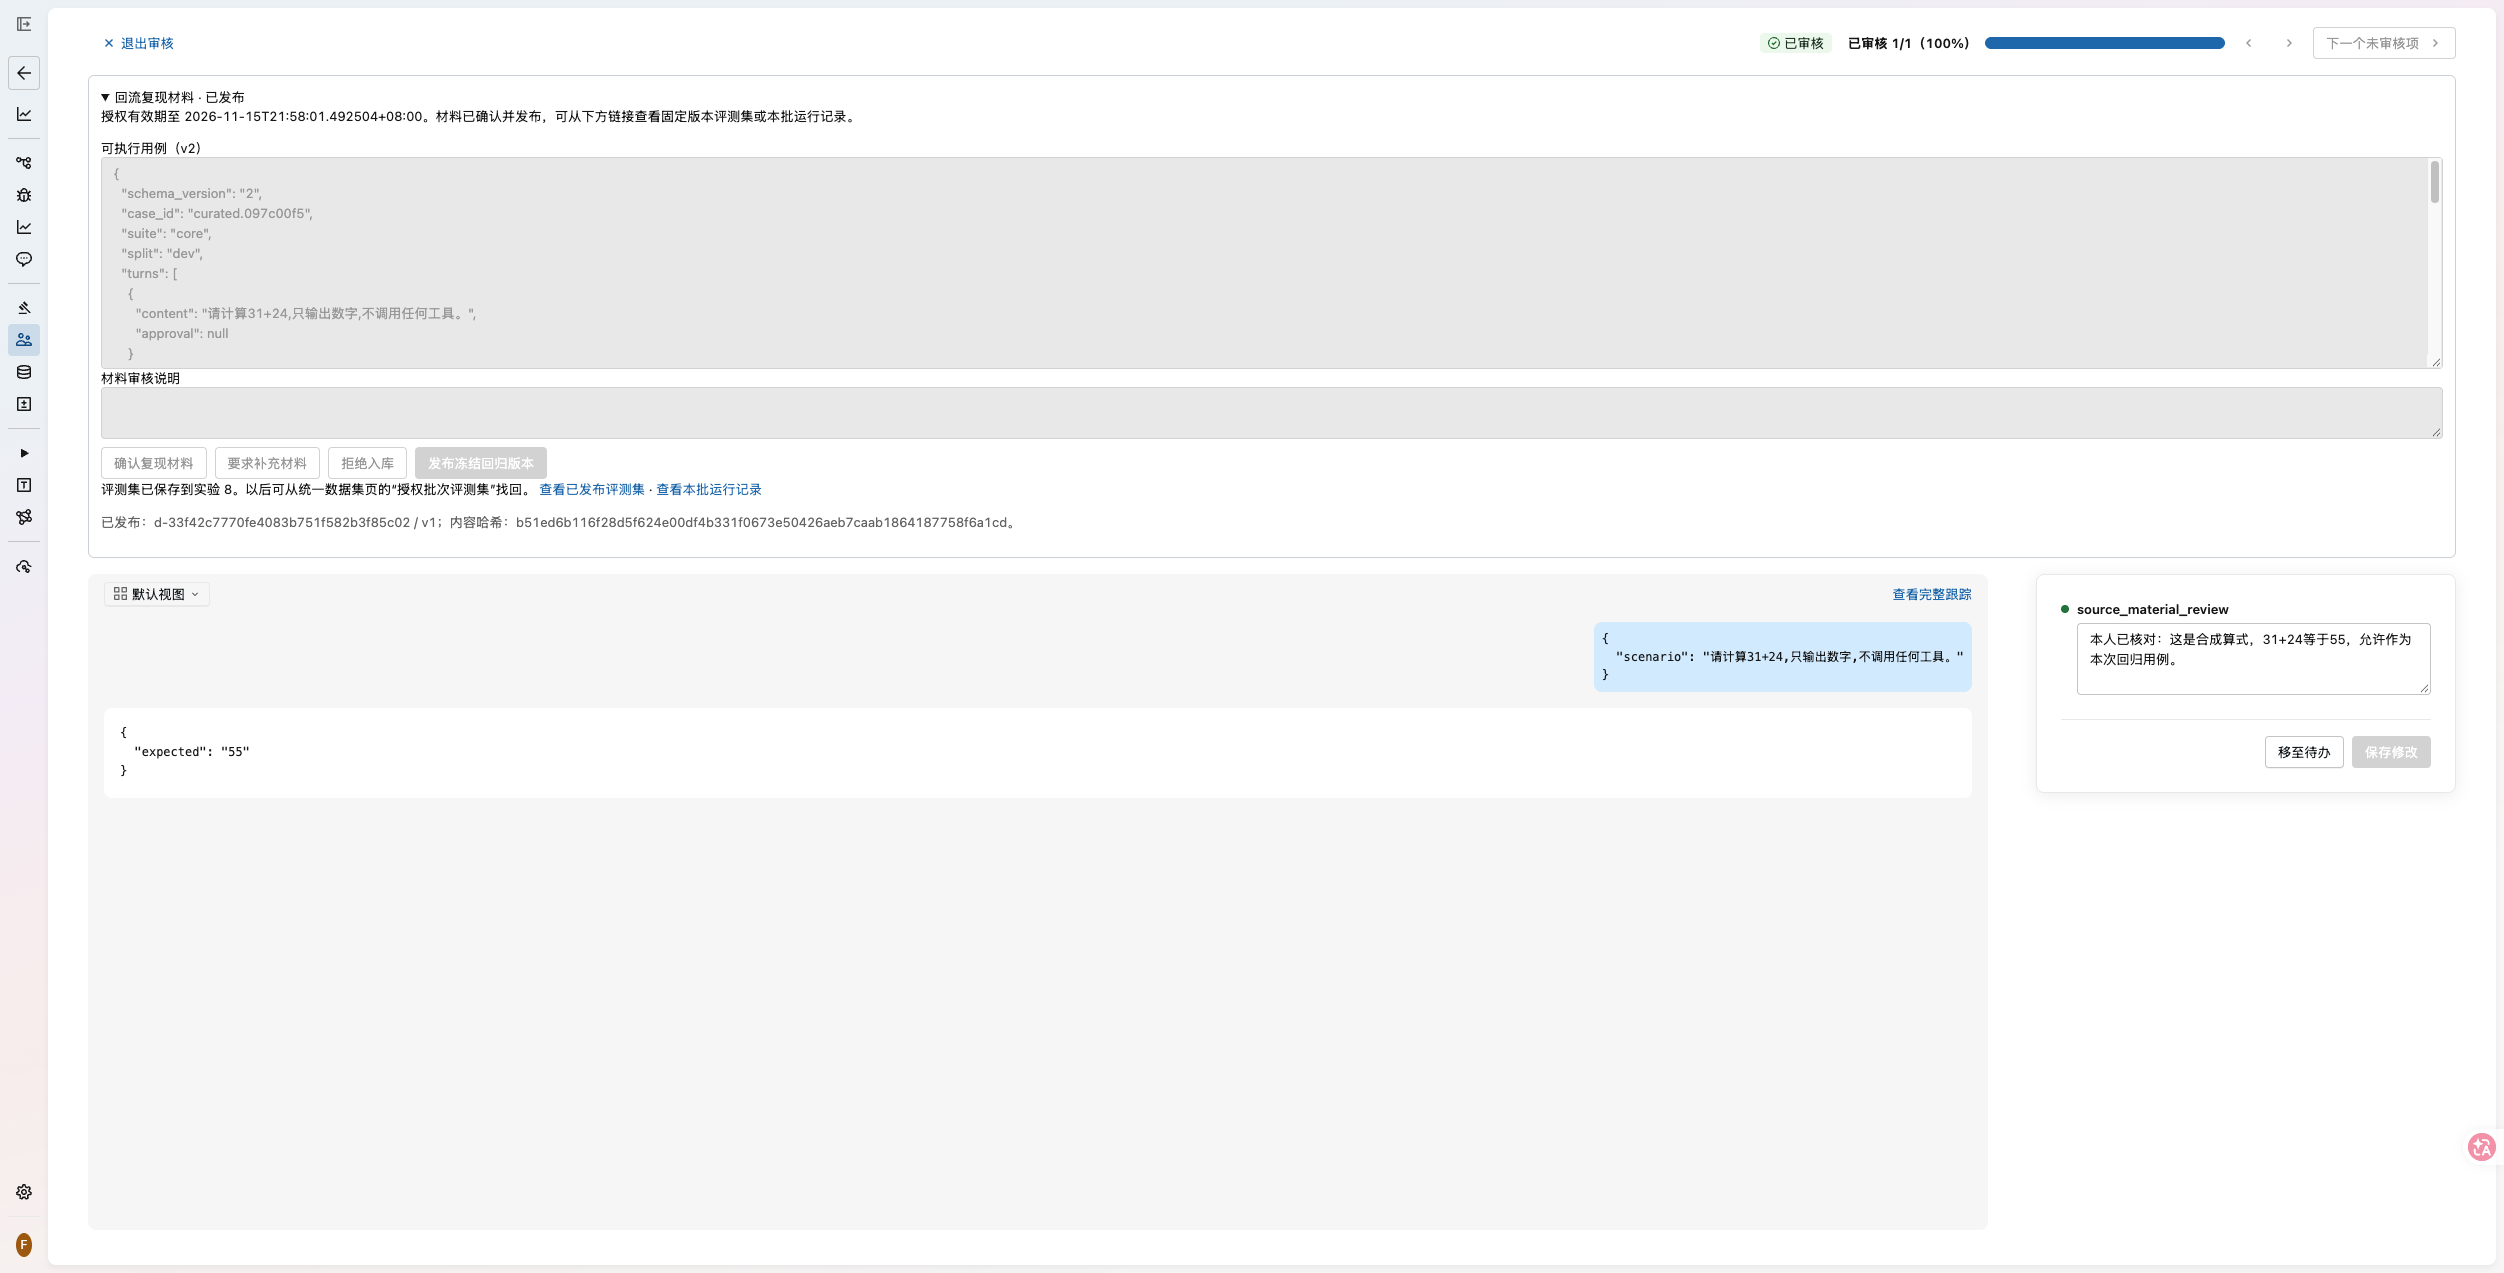 退出审核
已审核 已审核 1/1（100%） 下一个未审核项
▼ 回流复现材料 · 已发布
授权有效期至 2026-11-15T21:58:01.492504+08:00。材料已确认并发布，可从下方链接查看固定版本评测集或本批运行记录。
可执行用例（v2）
{
"schema_version": "2",
"case_id": "curated.097c00f5",
"suite": "core",
"split": "dev",
"turns": [
{
"content": "请计算31+24,只输出数字,不调用任何工具。",
"approval": null
}
材料审核说明
确认复现材料 要求补充材料 拒绝入库 发布冻结回归版本
评测集已保存到实验 8。以后可从统一数据集页的“授权批次评测集”找回。 查看已发布评测集 · 查看本批运行记录
已发布：d-33f42c7770fe4083b751f582b3f85c02 / v1；内容哈希：b51ed6b116f28d5f624e00df4b331f0673e50426aeb7caab1864187758f6a1cd。
默认视图 查看完整跟踪
{
"scenario": "请计算31+24,只输出数字,不调用任何工具。"
}
{
"expected": "55"
}
source_material_review
本人已核对：这是合成算式，31+24等于55，允许作为
本次回归用例。
移至待办 保存修改
F